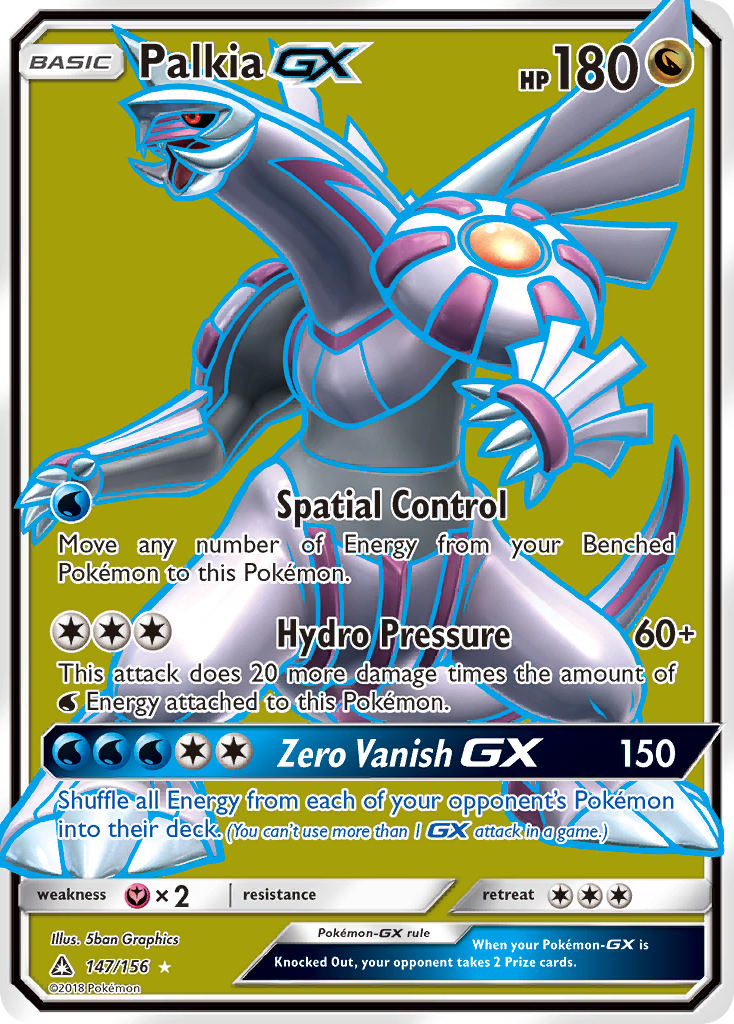 BASIC Palkia GX HP 180
Spatial Control
Move any number of Energy from your Benched
Pokémon to this Pokémon.
Hydro Pressure 60+
This attack does 20 more damage times the amount of
Energy attached to this Pokémon.
Zero Vanish GX 150
Shuffle all Energy from each of your opponent's Pokémon
into their deck. (You can't use more than 1 GX attack in a game.)
weakness ×2 resistance retreat
Illus. 5ban Graphics
147/156
©2018 Pokémon
Pokémon-GX rule
When your Pokémon-GX is
Knocked Out, your opponent takes 2 Prize cards.